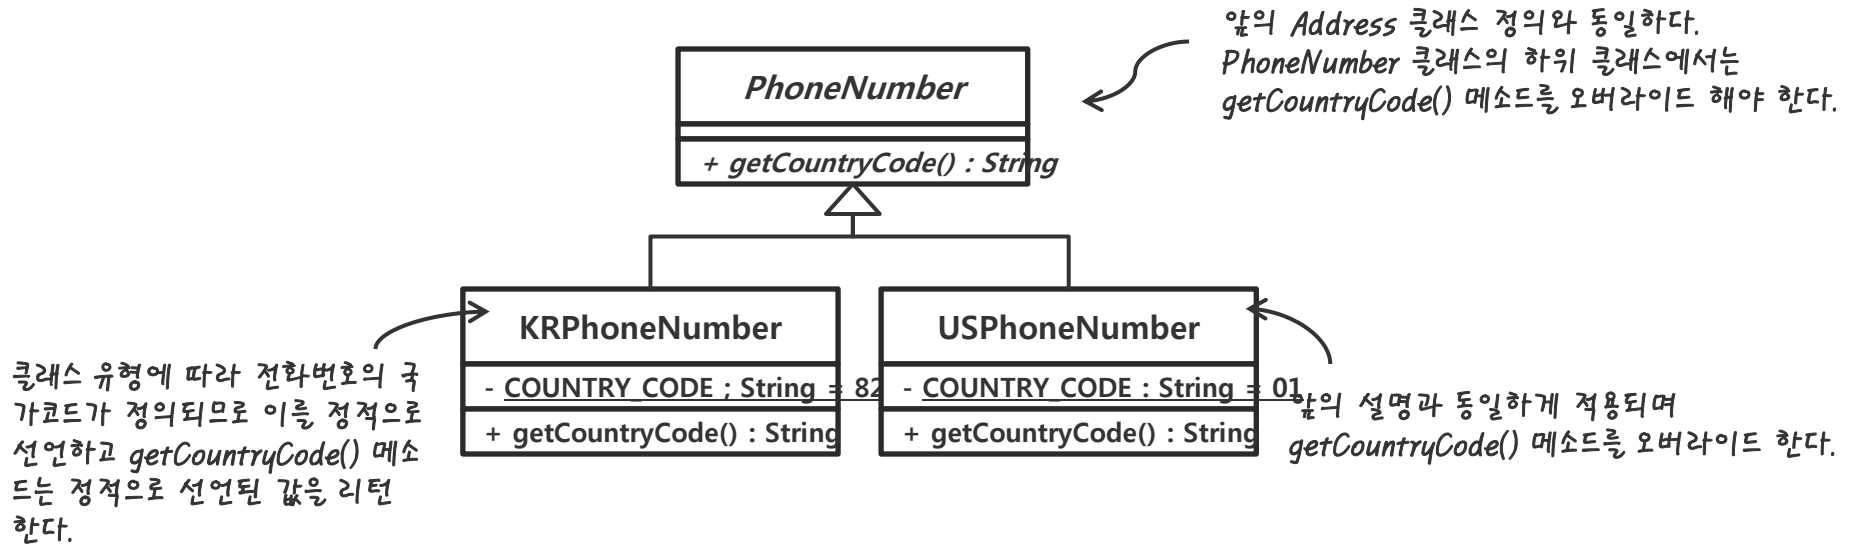 앞의 Address 클래스 정의와 동일하다.
PhoneNumber 클래스의 하위 클래스에서는
getCountryCode() 메소드를 오버라이드 해야 한다.
PhoneNumber
+ getCountryCode() : String
KRPhoneNumber
- COUNTRY_CODE ; String = 82
+ getCountryCode() : String
USPhoneNumber
- COUNTRY_CODE : String = 01
+ getCountryCode() : String
클래스 유형에 따라 전화번호의 국
가코드가 정의되므로 이를 정적으로
선언하고 getCountryCode() 메소
드는 정적으로 선언된 값을 리턴
한다.
앞의 설명과 동일하게 적용되며
getCountryCode() 메소드를 오버라이드 한다.